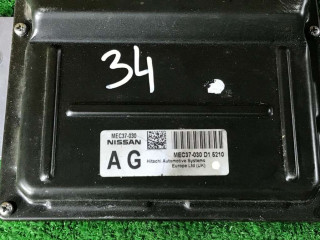 34
MEC37-030
NISSAN
AG
MEC37-030 D1 5210
Hitachi Automotive Systems
Europe Ltd (UK)